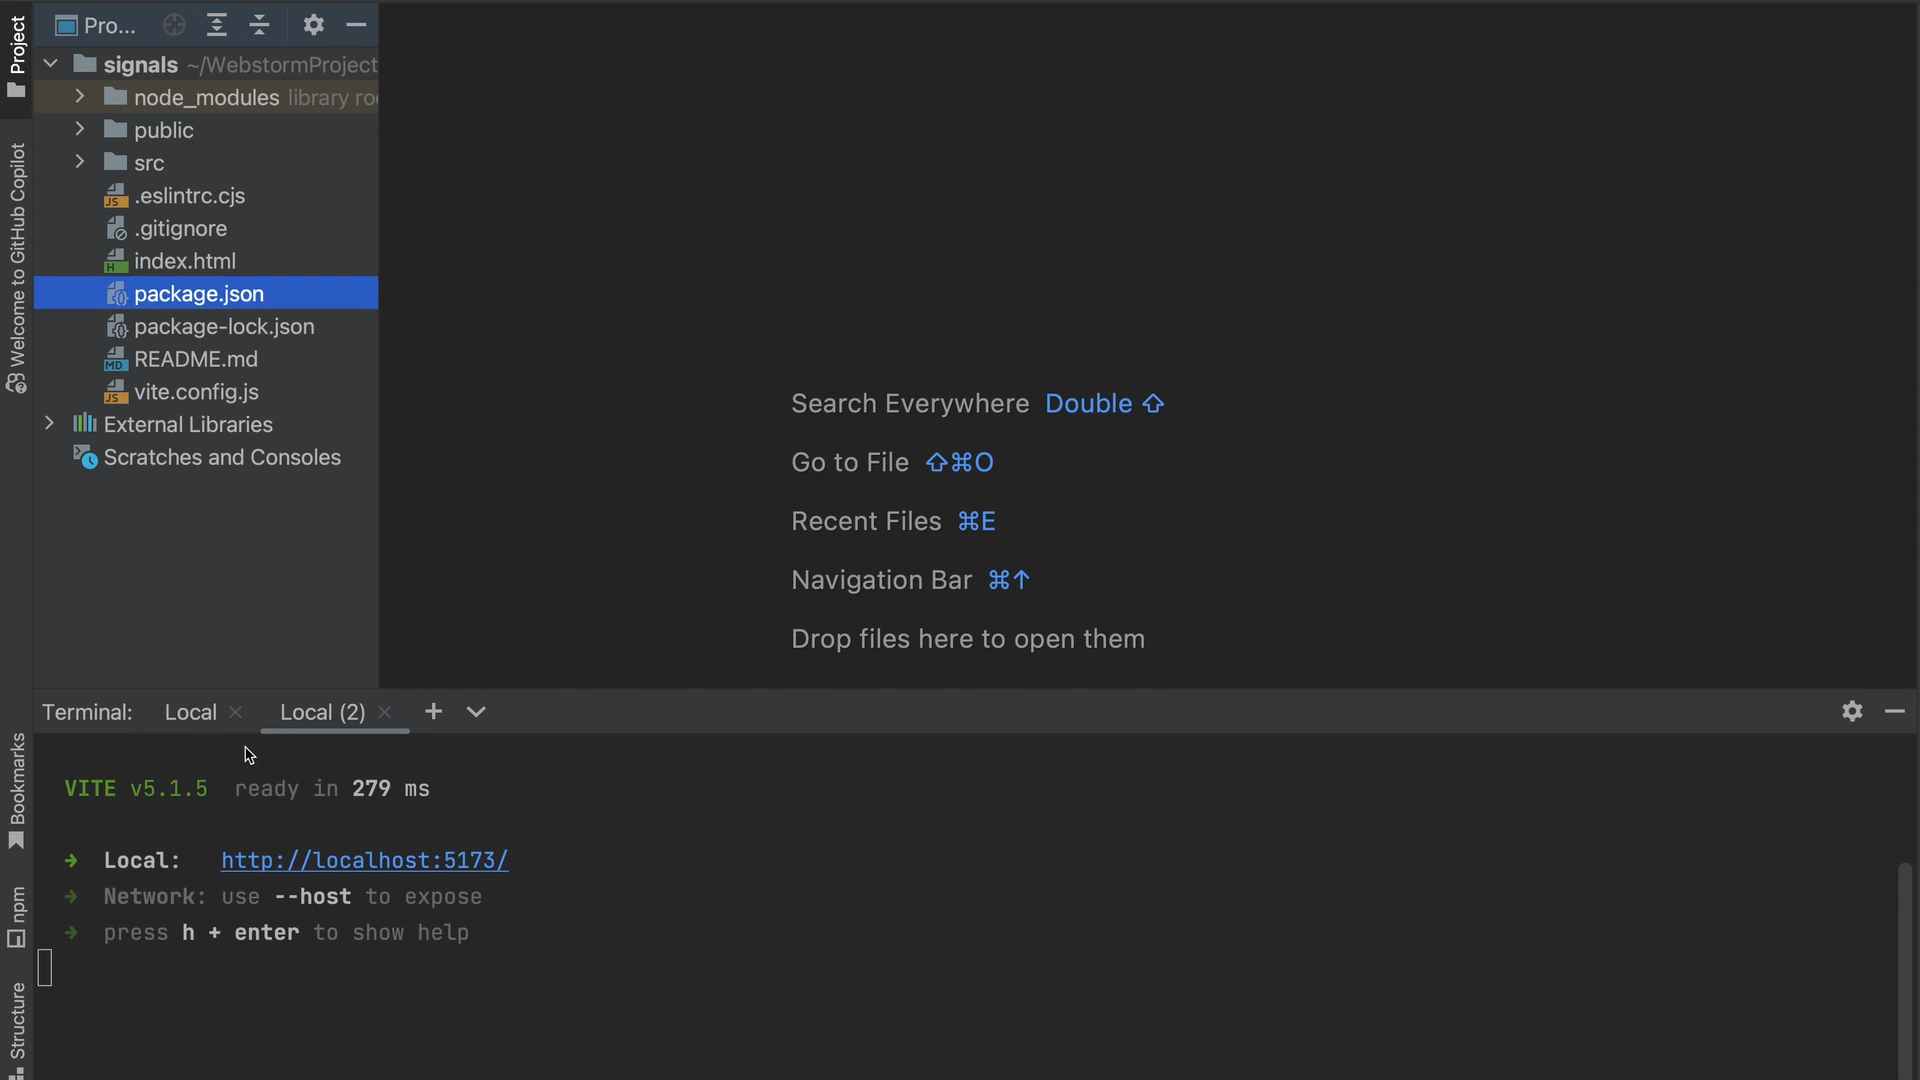 Project
Welcome to GitHub Copilot
Bookmarks
npm
Structure
Pro...
signals ~/WebstormProject
node_modules library
public
src
.eslintrc.cjs
.gitignore
index.html
package.json
package-lock.json
README.md
vite.config.js
External Libraries
Scratches and Consoles
Search Everywhere Double ⇧
Go to File ⇧⌘O
Recent Files ⌘E
Navigation Bar ⌘↑
Drop files here to open them
Terminal: Local Local (2)
VITE v5.1.5 ready in 279 ms
➜ Local: http://localhost:5173/
➜ Network: use --host to expose
➜ press h + enter to show help